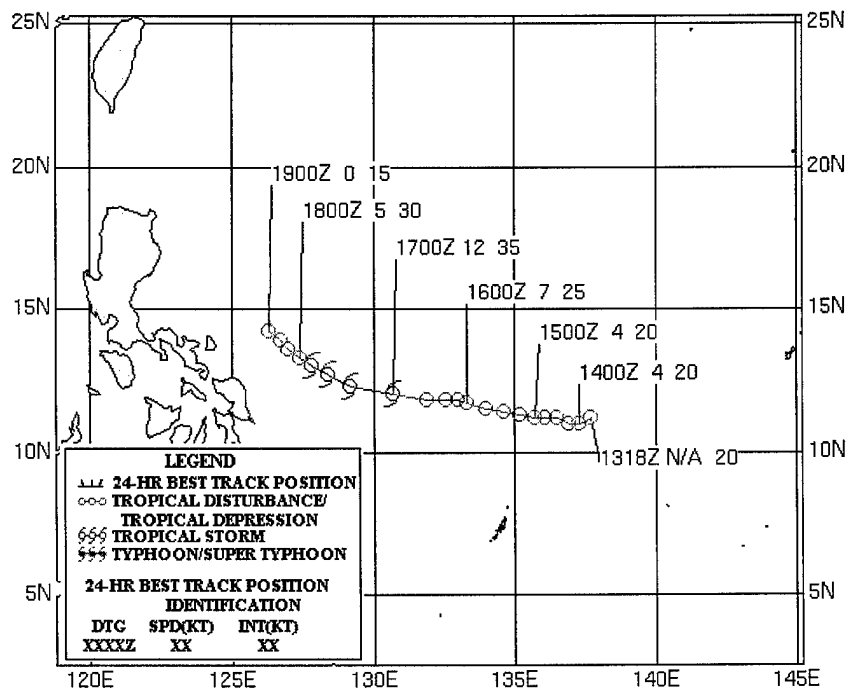 25N 25N
20N 20N
1900Z 0 15
1800Z 5 30
1700Z 12 35
1600Z 7 25
15N 15N
1500Z 4 20
1400Z 4 20
10N 10N
1318Z N/A 20
LEGEND
24-HR BEST TRACK POSITION
TROPICAL DISTURBANCE/
TROPICAL DEPRESSION
TROPICAL STORM
TYPHOON/SUPER TYPHOON
5N 5N
24-HR BEST TRACK POSITION
IDENTIFICATION
DTG SPD(KT) INT(KT)
XXXXZ XX XX
120E 125E 130E 135E 140E 145E